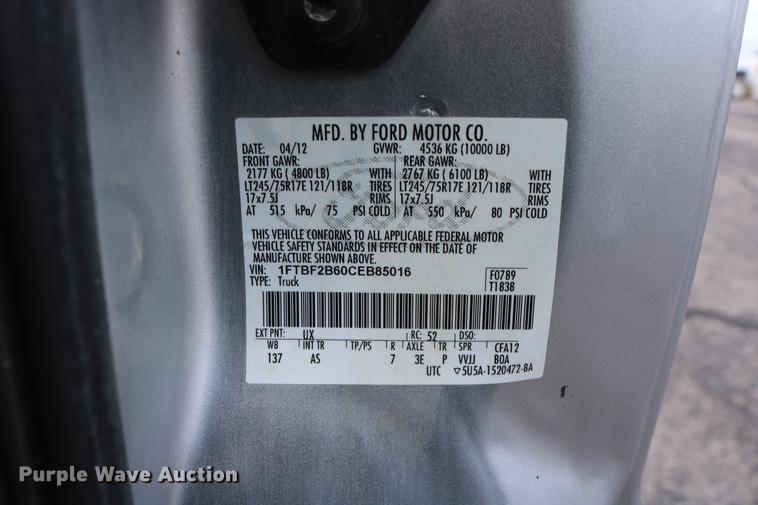 MFD. BY FORD MOTOR CO.
DATE: 04/12 GVWR: 4536 KG (10000 LB)
FRONT GAWR: REAR GAWR:
2177 KG ( 4800 LB) WITH 2767 KG ( 6100 LB) WITH
LT245/75R17E 121/118R TIRES LT245/75R17E 121/118R TIRES
17x7.5J RIMS 17x7.5J RIMS
AT 515 kPa/ 75 PSI COLD AT 550 kPa/ 80 PSI COLD
THIS VEHICLE CONFORMS TO ALL APPLICABLE FEDERAL MOTOR
VEHICLE SAFETY STANDARDS IN EFFECT ON THE DATE OF
MANUFACTURE SHOWN ABOVE.
VIN: 1FTBF2B60CEB85016 F0789
TYPE: Truck T1838
EXT PNT: UX RC: 52 DSO:
WB INT TR TP/PS R AXLE TR SPR CFA12
137 AS 7 3E P VVJJ BOA
UTC ▽5U5A-1520472-BA
Purple Wave Auction